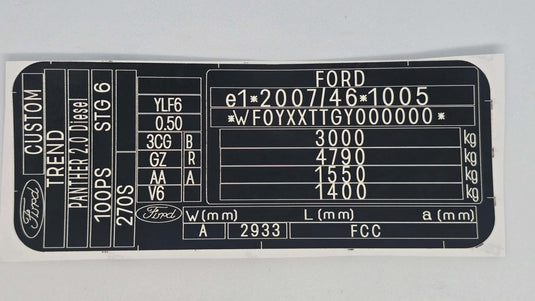 CUSTOM
TREND
PANTHER 2.0 Diesel
100PS STG 6
270S
Ford
YLF6
0.50
3CG B
GZ R
AA A
V6
Ford
FORD
e1*2007/46*1005
*WF0YXXTTGY000000*
3000 kg
4790 kg
1550 kg
1400 kg
W(mm) L(mm) a(mm)
A 2933 FCC